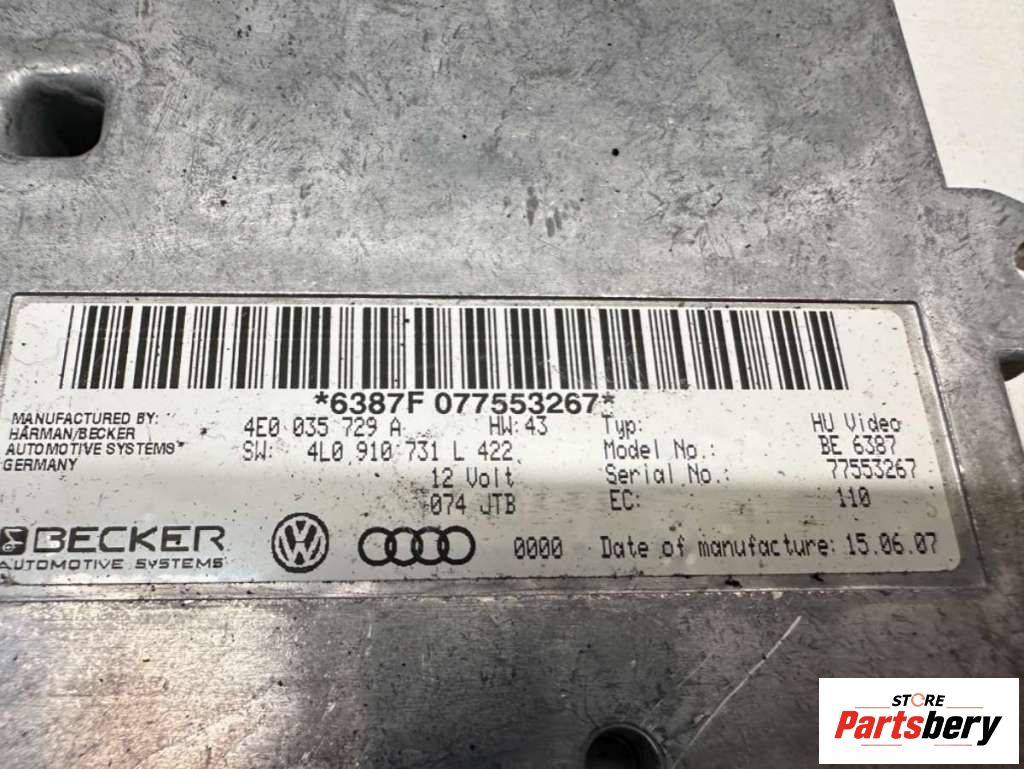 *6387F 077553267*
MANUFACTURED BY:
HARMAN/BECKER
AUTOMOTIVE SYSTEMS
GERMANY
4E0 035 729 A HW:43
SW: 4L0 910 731 L 422
12 Volt
074 JTB
Typ: HU Video
Model No.: BE 6387
Serial No.: 77553267
EC: 110
BECKER
AUTOMOTIVE SYSTEMS
0000 Date of manufacture: 15.06.07
STORE
Partsbery